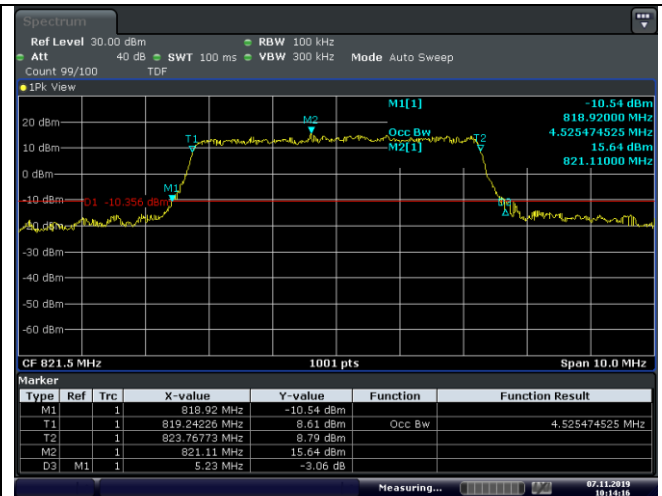 Spectrum
Ref Level 30.00 dBm RBW 100 kHz
Att 40 dB SWT 100 ms VBW 300 kHz Mode Auto Sweep
Count 99/100 TDF
1Pk View
M1[1] -10.54 dBm
818.92000 MHz
Occ Bw 4.525474525 MHz
M2[1] 15.64 dBm
821.11000 MHz
M2
20 dBm
T1 T2
10 dBm
0 dBm
M1
-10 dBm D1 -10.356 dBm
-30 dBm
-40 dBm
-50 dBm
-60 dBm
CF 821.5 MHz 1001 pts Span 10.0 MHz
Marker
Type Ref Trc X-value Y-value Function Function Result
M1 1 818.92 MHz -10.54 dBm
T1 1 819.24226 MHz 8.61 dBm Occ Bw 4.525474525 MHz
T2 1 823.76773 MHz 8.79 dBm
M2 1 821.11 MHz 15.64 dBm
D3 M1 1 5.23 MHz -3.06 dB
Measuring... 07.11.2019
10:14:16